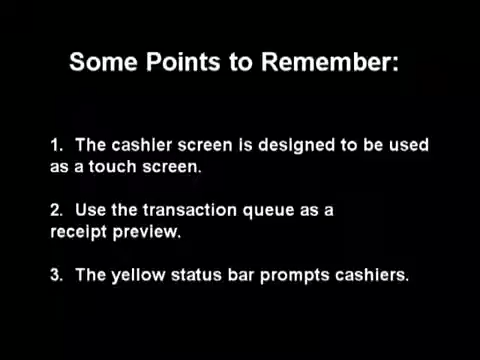 Some Points to Remember:
1. The cashier screen is designed to be used
as a touch screen.
2. Use the transaction queue as a
receipt preview.
3. The yellow status bar prompts cashiers.